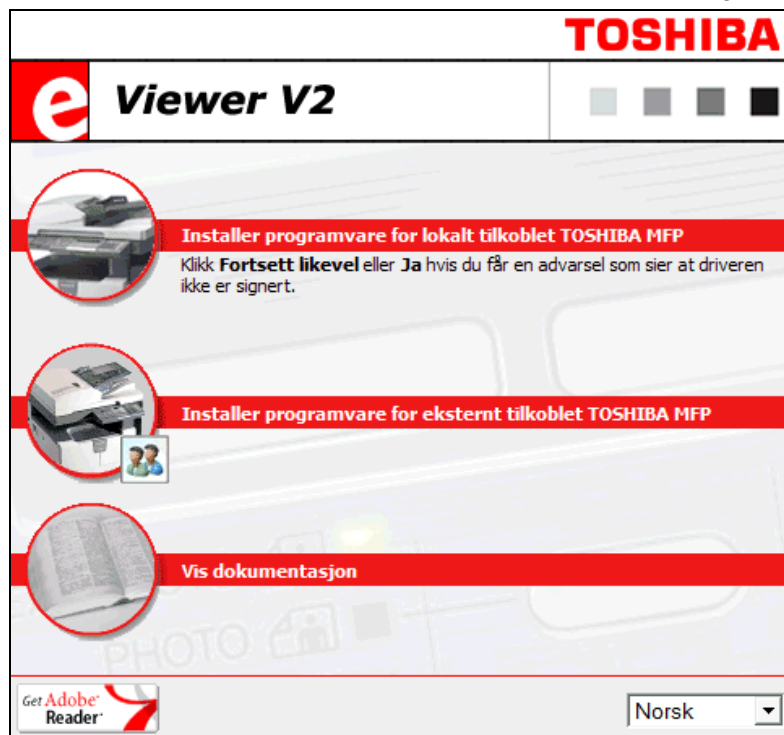 TOSHIBA
e Viewer V2
Installer programvare for lokalt tilkoblet TOSHIBA MFP
Klikk Fortsett likevel eller Ja hvis du får en advarsel som sier at driveren
ikke er signert.
Installer programvare for eksternt tilkoblet TOSHIBA MFP
Vis dokumentasjon
PHOTO
Get Adobe
Reader
Norsk